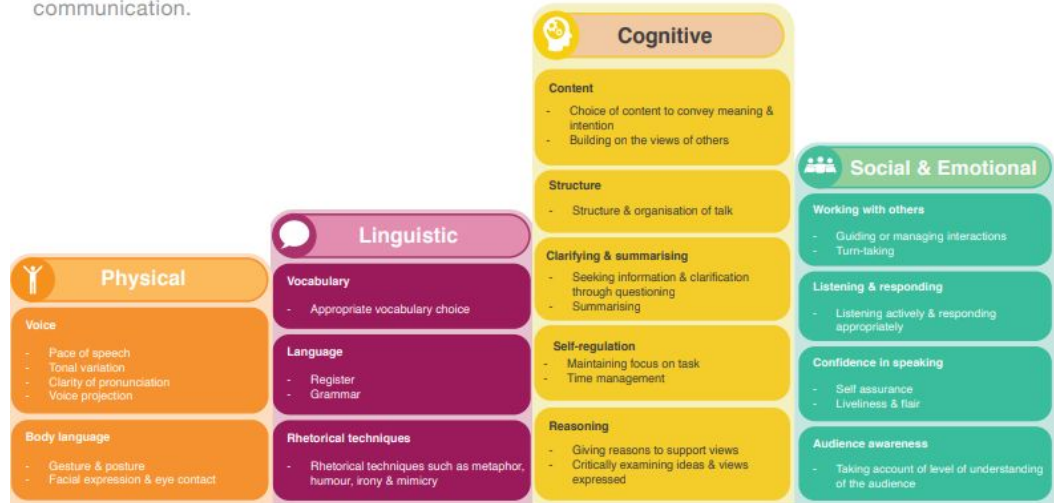 communication.
Physical
Voice
- Pace of speech
- Tonal variation
- Clarity of pronunciation
- Voice projection
Body language
- Gesture & posture
- Facial expression & eye contact
Linguistic
Vocabulary
- Appropriate vocabulary choice
Language
- Register
- Grammar
Rhetorical techniques
- Rhetorical techniques such as metaphor,
humour, irony & mimicry
Cognitive
Content
- Choice of content to convey meaning &
intention
- Building on the views of others
Structure
- Structure & organisation of talk
Clarifying & summarising
- Seeking information & clarification
through questioning
- Summarising
Self-regulation
- Maintaining focus on task
- Time management
Reasoning
- Giving reasons to support views
- Critically examining ideas & views
expressed
Social & Emotional
Working with others
- Guiding or managing interactions
- Turn-taking
Listening & responding
- Listening actively & responding
appropriately
Confidence in speaking
- Self assurance
- Liveliness & flair
Audience awareness
- Taking account of level of understanding
of the audience